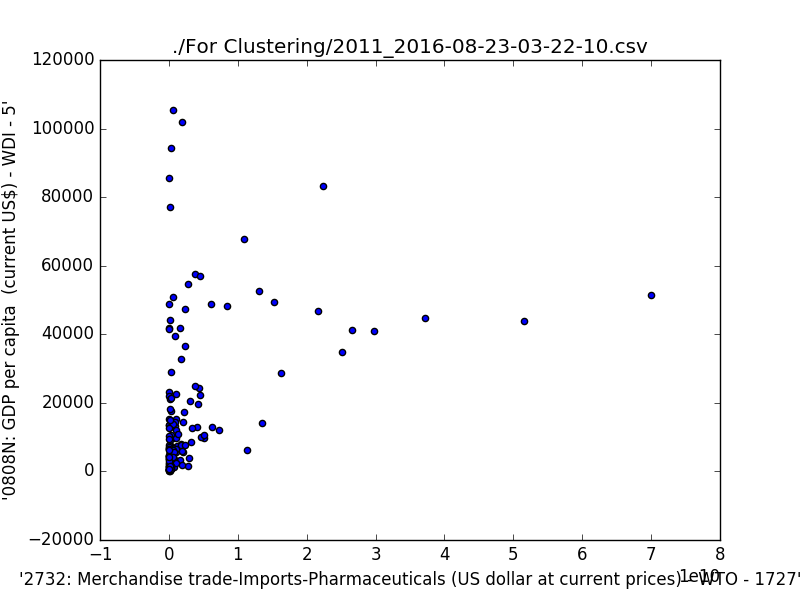 ./For Clustering/2011_2016-08-23-03-22-10.csv
120000
100000
80000
60000
40000
20000
0
−20000
'0808N: GDP per capita  (current US$) - WDI - 5'
−1 0 1 2 3 4 5 6 7 8
1e10
'2732: Merchandise trade-Imports-Pharmaceuticals (US dollar at current prices) - WTO - 1727'